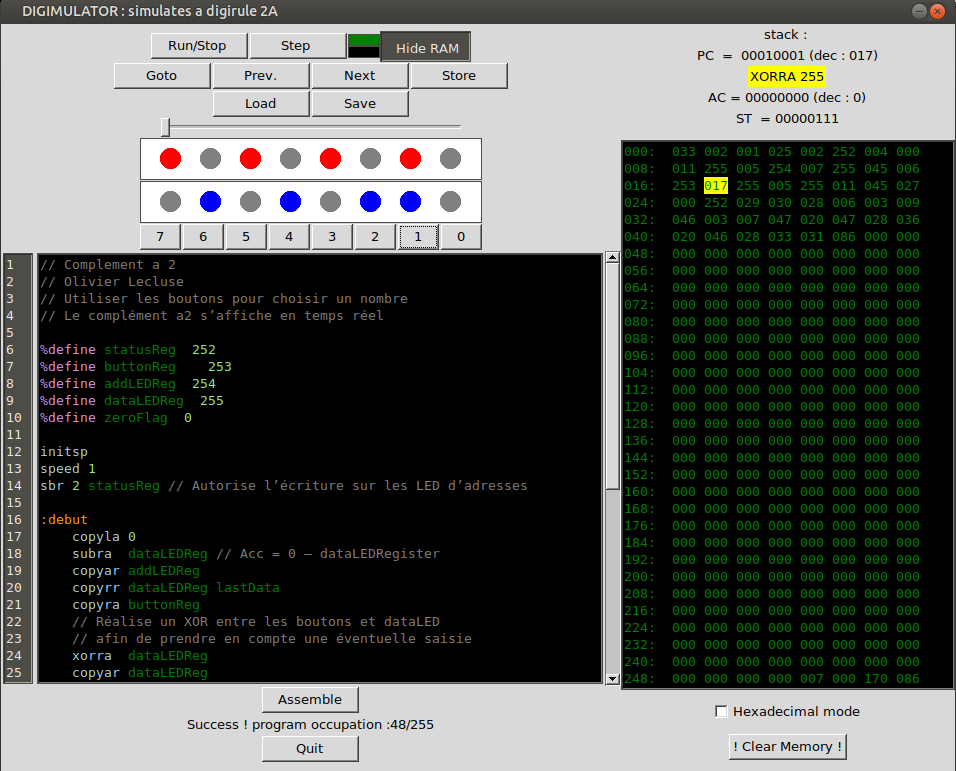 DIGIMULATOR : simulates a digirule 2A
Run/Stop Step Hide RAM
Goto Prev. Next Store
Load Save
7 6 5 4 3 2 1 0
stack :
PC = 00010001 (dec : 017)
XORRA 255
AC = 00000000 (dec : 0)
ST = 00000111
1 // Complement a 2
2 // Olivier Lecluse
3 // Utiliser les boutons pour choisir un nombre
4 // Le complément a2 s’affiche en temps réel
5
6 %define statusReg 252
7 %define buttonReg 253
8 %define addLEDReg 254
9 %define dataLEDReg 255
10 %define zeroFlag 0
11
12 initsp
13 speed 1
14 sbr 2 statusReg // Autorise l’écriture sur les LED d’adresses
15
16 :debut
17 copyla 0
18 subra dataLEDReg // Acc = 0 – dataLEDRegister
19 copyar addLEDReg
20 copyrr dataLEDReg lastData
21 copyra buttonReg
22 // Réalise un XOR entre les boutons et dataLED
23 // afin de prendre en compte une éventuelle saisie
24 xorra dataLEDReg
25 copyar dataLEDReg
000: 033 002 001 025 002 252 004 000
008: 011 255 005 254 007 255 045 006
016: 253 017 255 005 255 011 045 027
024: 000 252 029 030 028 006 003 009
032: 046 003 007 047 020 047 028 036
040: 020 046 028 033 031 086 000 000
048: 000 000 000 000 000 000 000 000
056: 000 000 000 000 000 000 000 000
064: 000 000 000 000 000 000 000 000
072: 000 000 000 000 000 000 000 000
080: 000 000 000 000 000 000 000 000
088: 000 000 000 000 000 000 000 000
096: 000 000 000 000 000 000 000 000
104: 000 000 000 000 000 000 000 000
112: 000 000 000 000 000 000 000 000
120: 000 000 000 000 000 000 000 000
128: 000 000 000 000 000 000 000 000
136: 000 000 000 000 000 000 000 000
144: 000 000 000 000 000 000 000 000
152: 000 000 000 000 000 000 000 000
160: 000 000 000 000 000 000 000 000
168: 000 000 000 000 000 000 000 000
176: 000 000 000 000 000 000 000 000
184: 000 000 000 000 000 000 000 000
192: 000 000 000 000 000 000 000 000
200: 000 000 000 000 000 000 000 000
208: 000 000 000 000 000 000 000 000
216: 000 000 000 000 000 000 000 000
224: 000 000 000 000 000 000 000 000
232: 000 000 000 000 000 000 000 000
240: 000 000 000 000 000 000 000 000
248: 000 000 000 000 007 000 170 086
Assemble
Success ! program occupation :48/255
Quit
Hexadecimal mode
! Clear Memory !